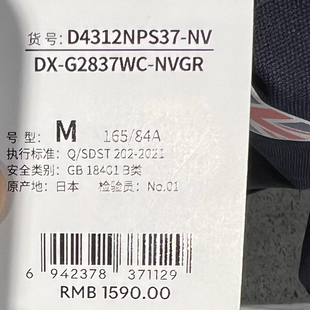 货号: D4312NPS37-NV
DX-G2837WC-NVGR
号 型: M 165/84A
执行标准: Q/SDST 202-2021
安全类别: GB 18401 B类
原产地: 日本 检验员: No.01
6 942378 371129
RMB 1590.00